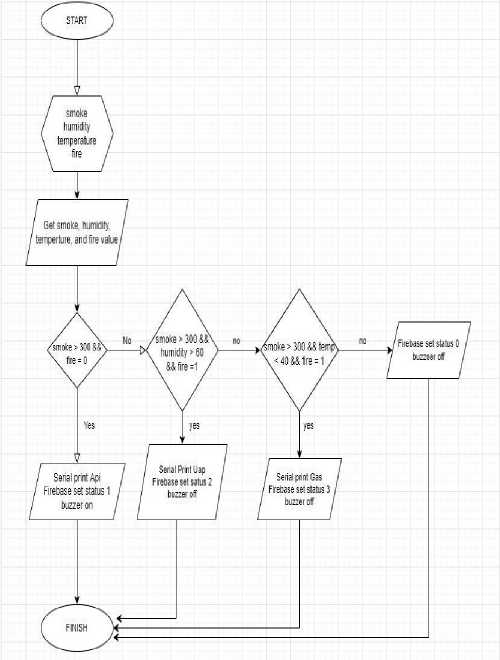 START
smoke
humidity
temperature
fire
Get smoke, humidity,
temperture, and fire value
smoke > 300 &&
fire = 0
No
smoke > 300 &&
humidity > 60
&& fire =1
no
smoke > 300 && temp
< 40 && fire = 1
no
Firebase set status 0
buzzoer off
Yes
yes
yes
Serial print Api
Firebase set status 1
buzzer on
Serial Print Uap
Firebase set satus 2
buzzer off
Serial print Gas
Firebase set status 3
buzzer off
FINISH